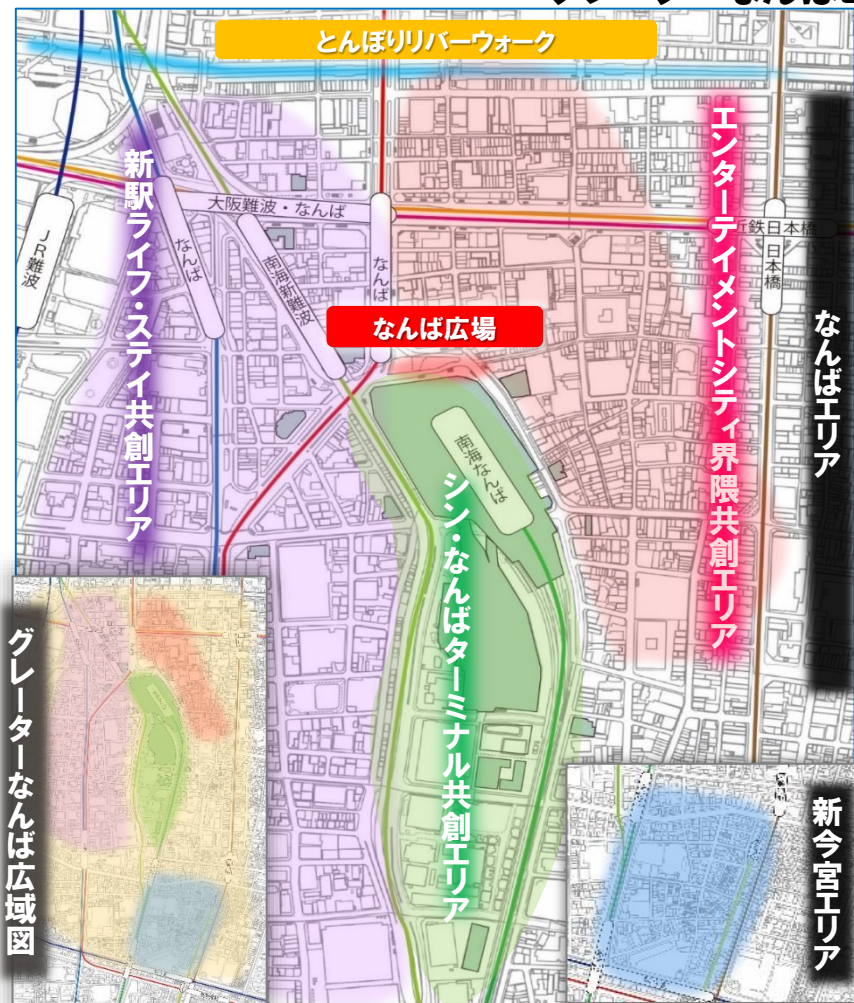 とんぼりリバーウォーク
新駅ライフ・ステイ共創エリア
エンターテイメントシティ界隈共創エリア
なんばエリア
JR難波
なんば
大阪難波・なんば
南海新難波
なんば
近鉄日本橋
日本橋
なんば広場
南海なんば
シン・なんばターミナル共創エリア
グレーターなんば広域図
新今宮エリア